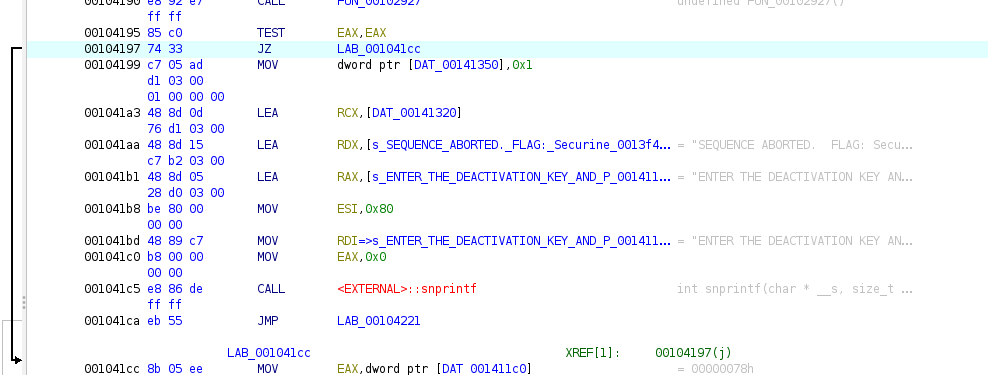 00104190 e8 92 e7 CALL FUN_00102927 undefined FUN_00102927()
ff ff
00104195 85 c0 TEST EAX,EAX
00104197 74 33 JZ LAB_001041cc
00104199 c7 05 ad MOV dword ptr [DAT_00141350],0x1
d1 03 00
01 00 00 00
001041a3 48 8d 0d LEA RCX,[DAT_00141320]
76 d1 03 00
001041aa 48 8d 15 LEA RDX,[s_SEQUENCE_ABORTED._FLAG:_Securine_0013f4... = "SEQUENCE ABORTED.  FLAG: Secu...
c7 b2 03 00
001041b1 48 8d 05 LEA RAX,[s_ENTER_THE_DEACTIVATION_KEY_AND_P_001411... = "ENTER THE DEACTIVATION KEY AN...
28 d0 03 00
001041b8 be 80 00 MOV ESI,0x80
00 00
001041bd 48 89 c7 MOV RDI=>s_ENTER_THE_DEACTIVATION_KEY_AND_P_001411... = "ENTER THE DEACTIVATION KEY AN...
001041c0 b8 00 00 MOV EAX,0x0
00 00
001041c5 e8 86 de CALL <EXTERNAL>::snprintf int snprintf(char * __s, size_t ...
ff ff
001041ca eb 55 JMP LAB_00104221
LAB_001041cc XREF[1]: 00104197(j)
001041cc 8b 05 ee MOV EAX,dword ptr [DAT_001411c0] = 00000078h